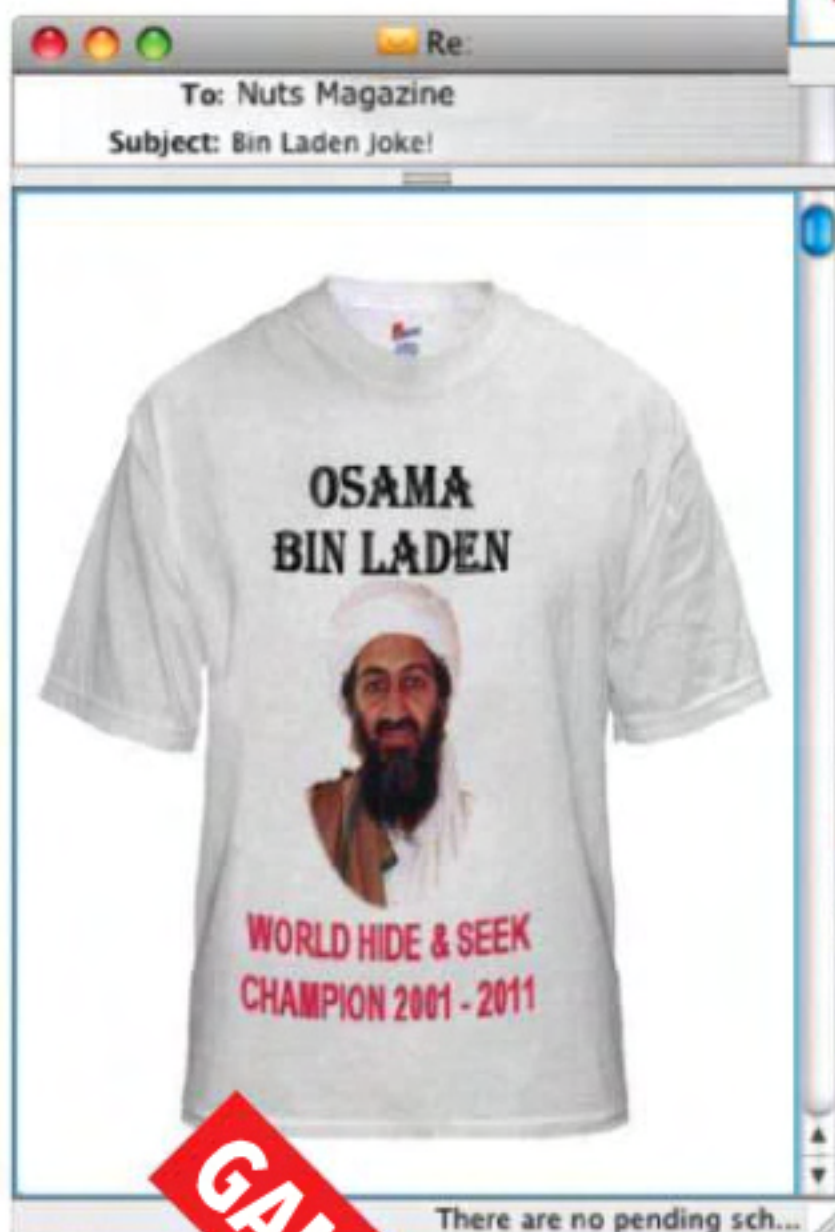 Re:
To: Nuts Magazine
Subject: Bin Laden Joke!
OSAMA
BIN LADEN
WORLD HIDE & SEEK
CHAMPION 2001 - 2011
There are no pending sch...